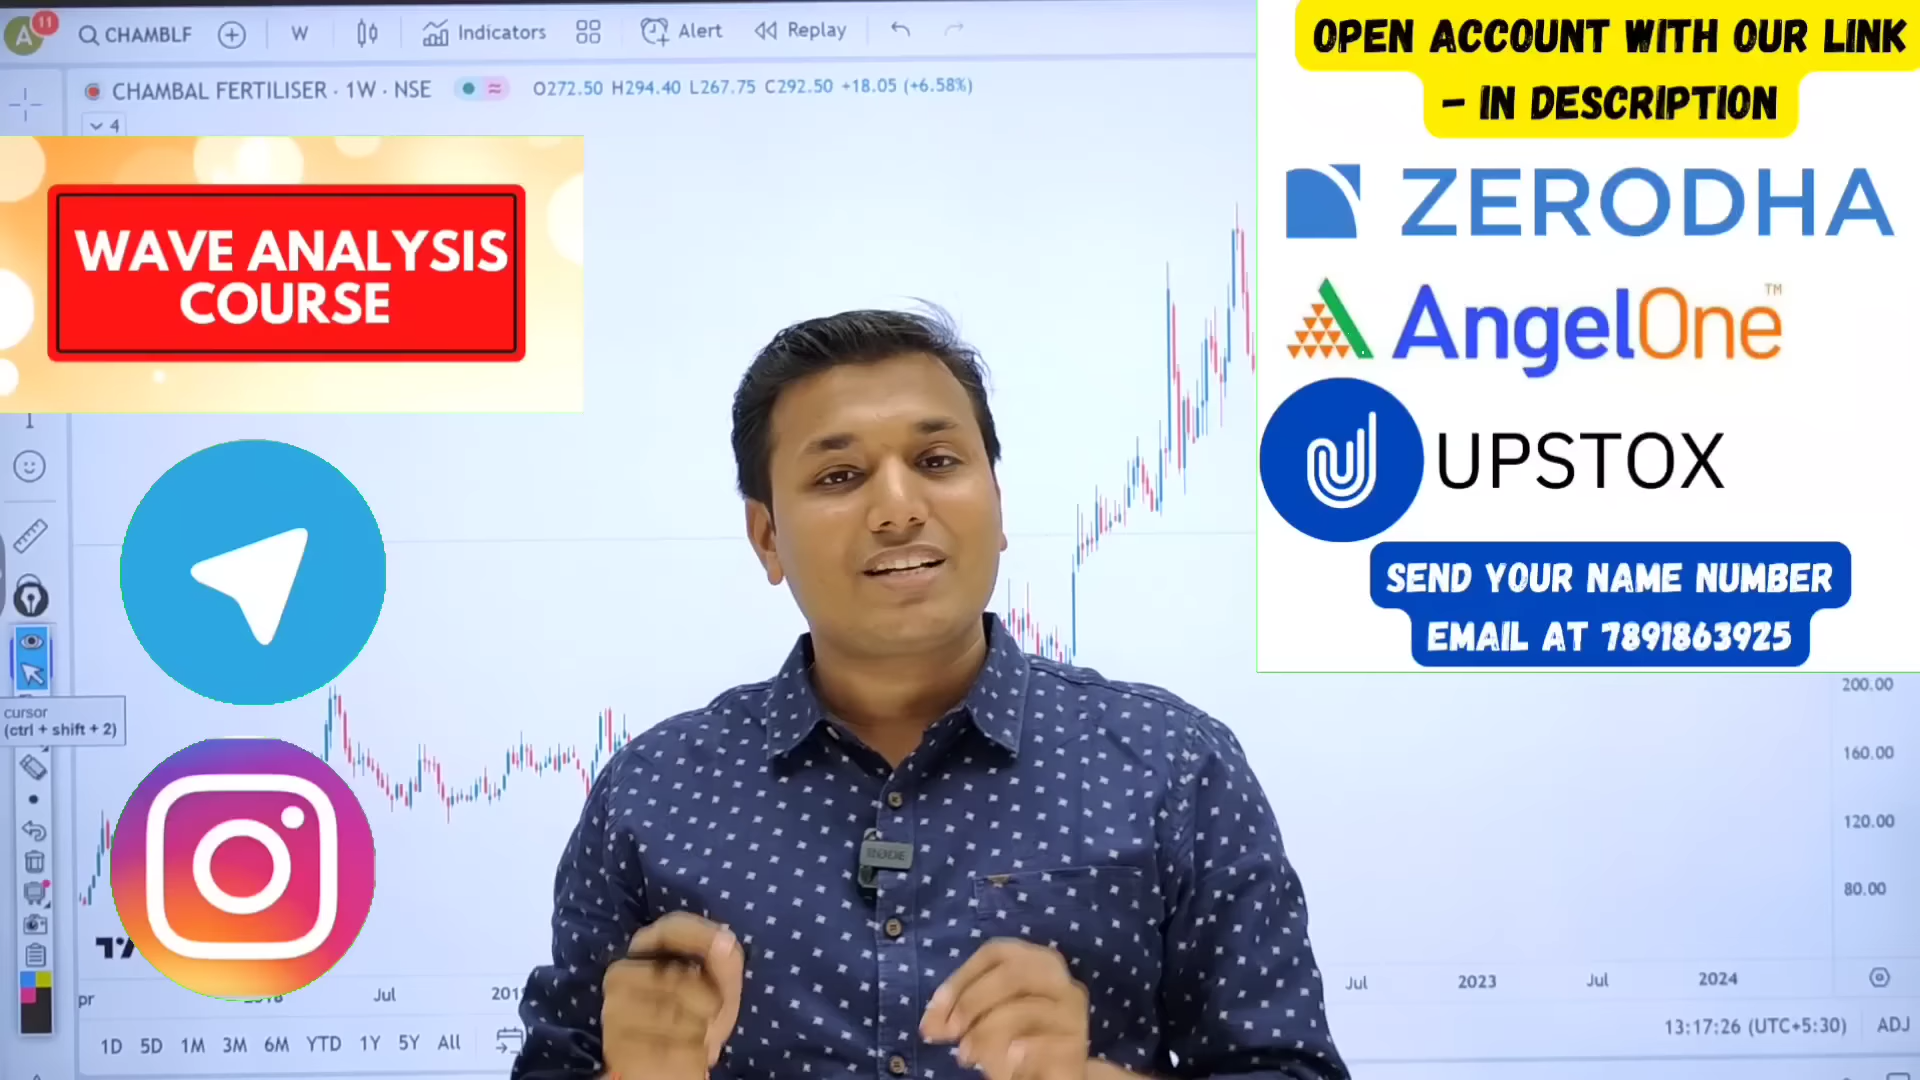 A 11 CHAMBLF W Indicators Alert Replay
CHAMBAL FERTILISER · 1W · NSE O272.50 H294.40 L267.75 C292.50 +18.05 (+6.58%)
4
OPEN ACCOUNT WITH OUR LINK
- IN DESCRIPTION
WAVE ANALYSIS
COURSE
ZERODHA
AngelOne™
UPSTOX
SEND YOUR NAME NUMBER
EMAIL AT 7891863925
cursor
(ctrl + shift + 2)
200.00
160.00
120.00
80.00
Jul Jul 2023 Jul 2024
1D 5D 1M 3M 6M YTD 1Y 5Y All 13:17:26 (UTC+5:30) ADJ